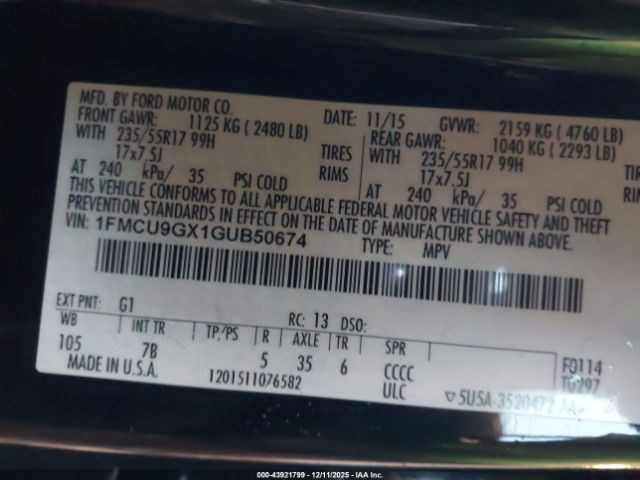 MFD. BY FORD MOTOR CO. DATE: 11/15 GVWR: 2159 KG ( 4760 LB)
FRONT GAWR: 1125 KG ( 2480 LB) REAR GAWR: 1040 KG ( 2293 LB)
WITH 235/55R17 99H TIRES WITH 235/55R17 99H TIRE
17x7.5J RIMS 17x7.5J RIM
AT 240 kPa/ 35 PSI COLD AT 240 kPa/ 35 PSI COLD
THIS VEHICLE CONFORMS TO ALL APPLICABLE FEDERAL MOTOR VEHICLE SAFETY AND THEFT
PREVENTION STANDARDS IN EFFECT ON THE DATE OF MANUFACTURE SHOWN ABOVE.
VIN: 1FMCU9GX1GUB50674 TYPE: MPV
EXT PNT: G1 RC: 13 DSO:
WB INT TR TP/PS R AXLE TR SPR
105 7B 5 35 6 CCCC
F0114
MADE IN U.S.A. 1201511076582 ULC
▽5USA-3520472-AA
000-43921799 - 12/11/2025 - IAA Inc.